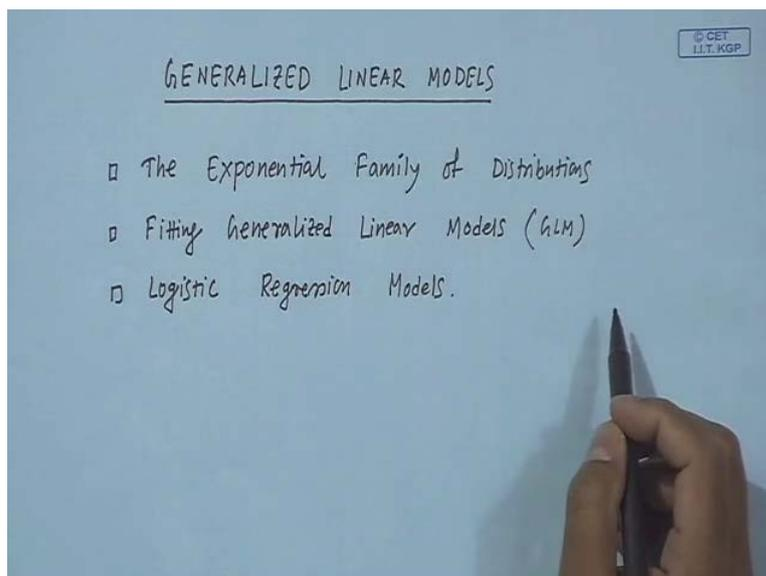 © CET
I.I.T. KGP
GENERALIZED LINEAR MODELS
The Exponential Family of Distributions
Fitting Generalized Linear Models (GLM)
Logistic Regression Models.